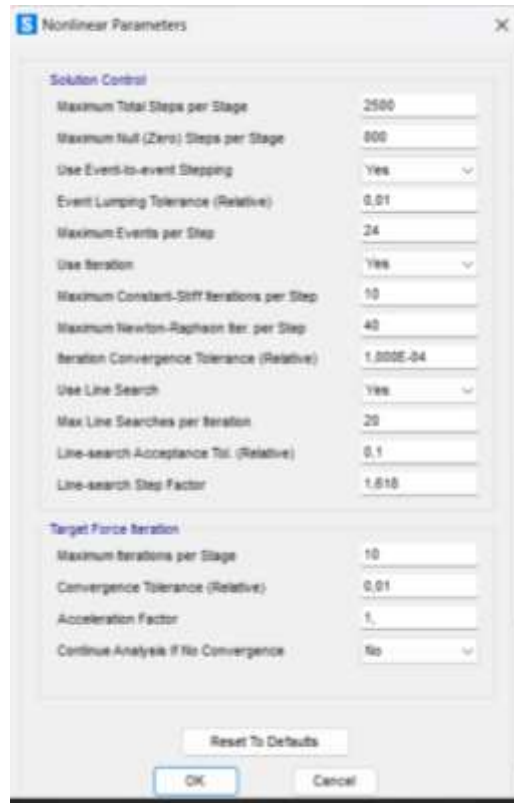 S Nonlinear Parameters
Solution Control
Maximum Total Steps per Stage 2500
Maximum Null (Zero) Steps per Stage 800
Use Event-to-event Stepping Yes
Event Lumping Tolerance (Relative) 0,01
Maximum Events per Step 24
Use Iteration Yes
Maximum Constant-Stiff Iterations per Step 10
Maximum Newton-Raphson Iter. per Step 40
Iteration Convergence Tolerance (Relative) 1,000E-04
Use Line Search Yes
Max Line Searches per Iteration 20
Line-search Acceptance Tol. (Relative) 0,1
Line-search Step Factor 1,618
Target Force Iteration
Maximum Iterations per Stage 10
Convergence Tolerance (Relative) 0,01
Acceleration Factor 1,
Continue Analysis If No Convergence No
Reset To Defaults
OK Cancel